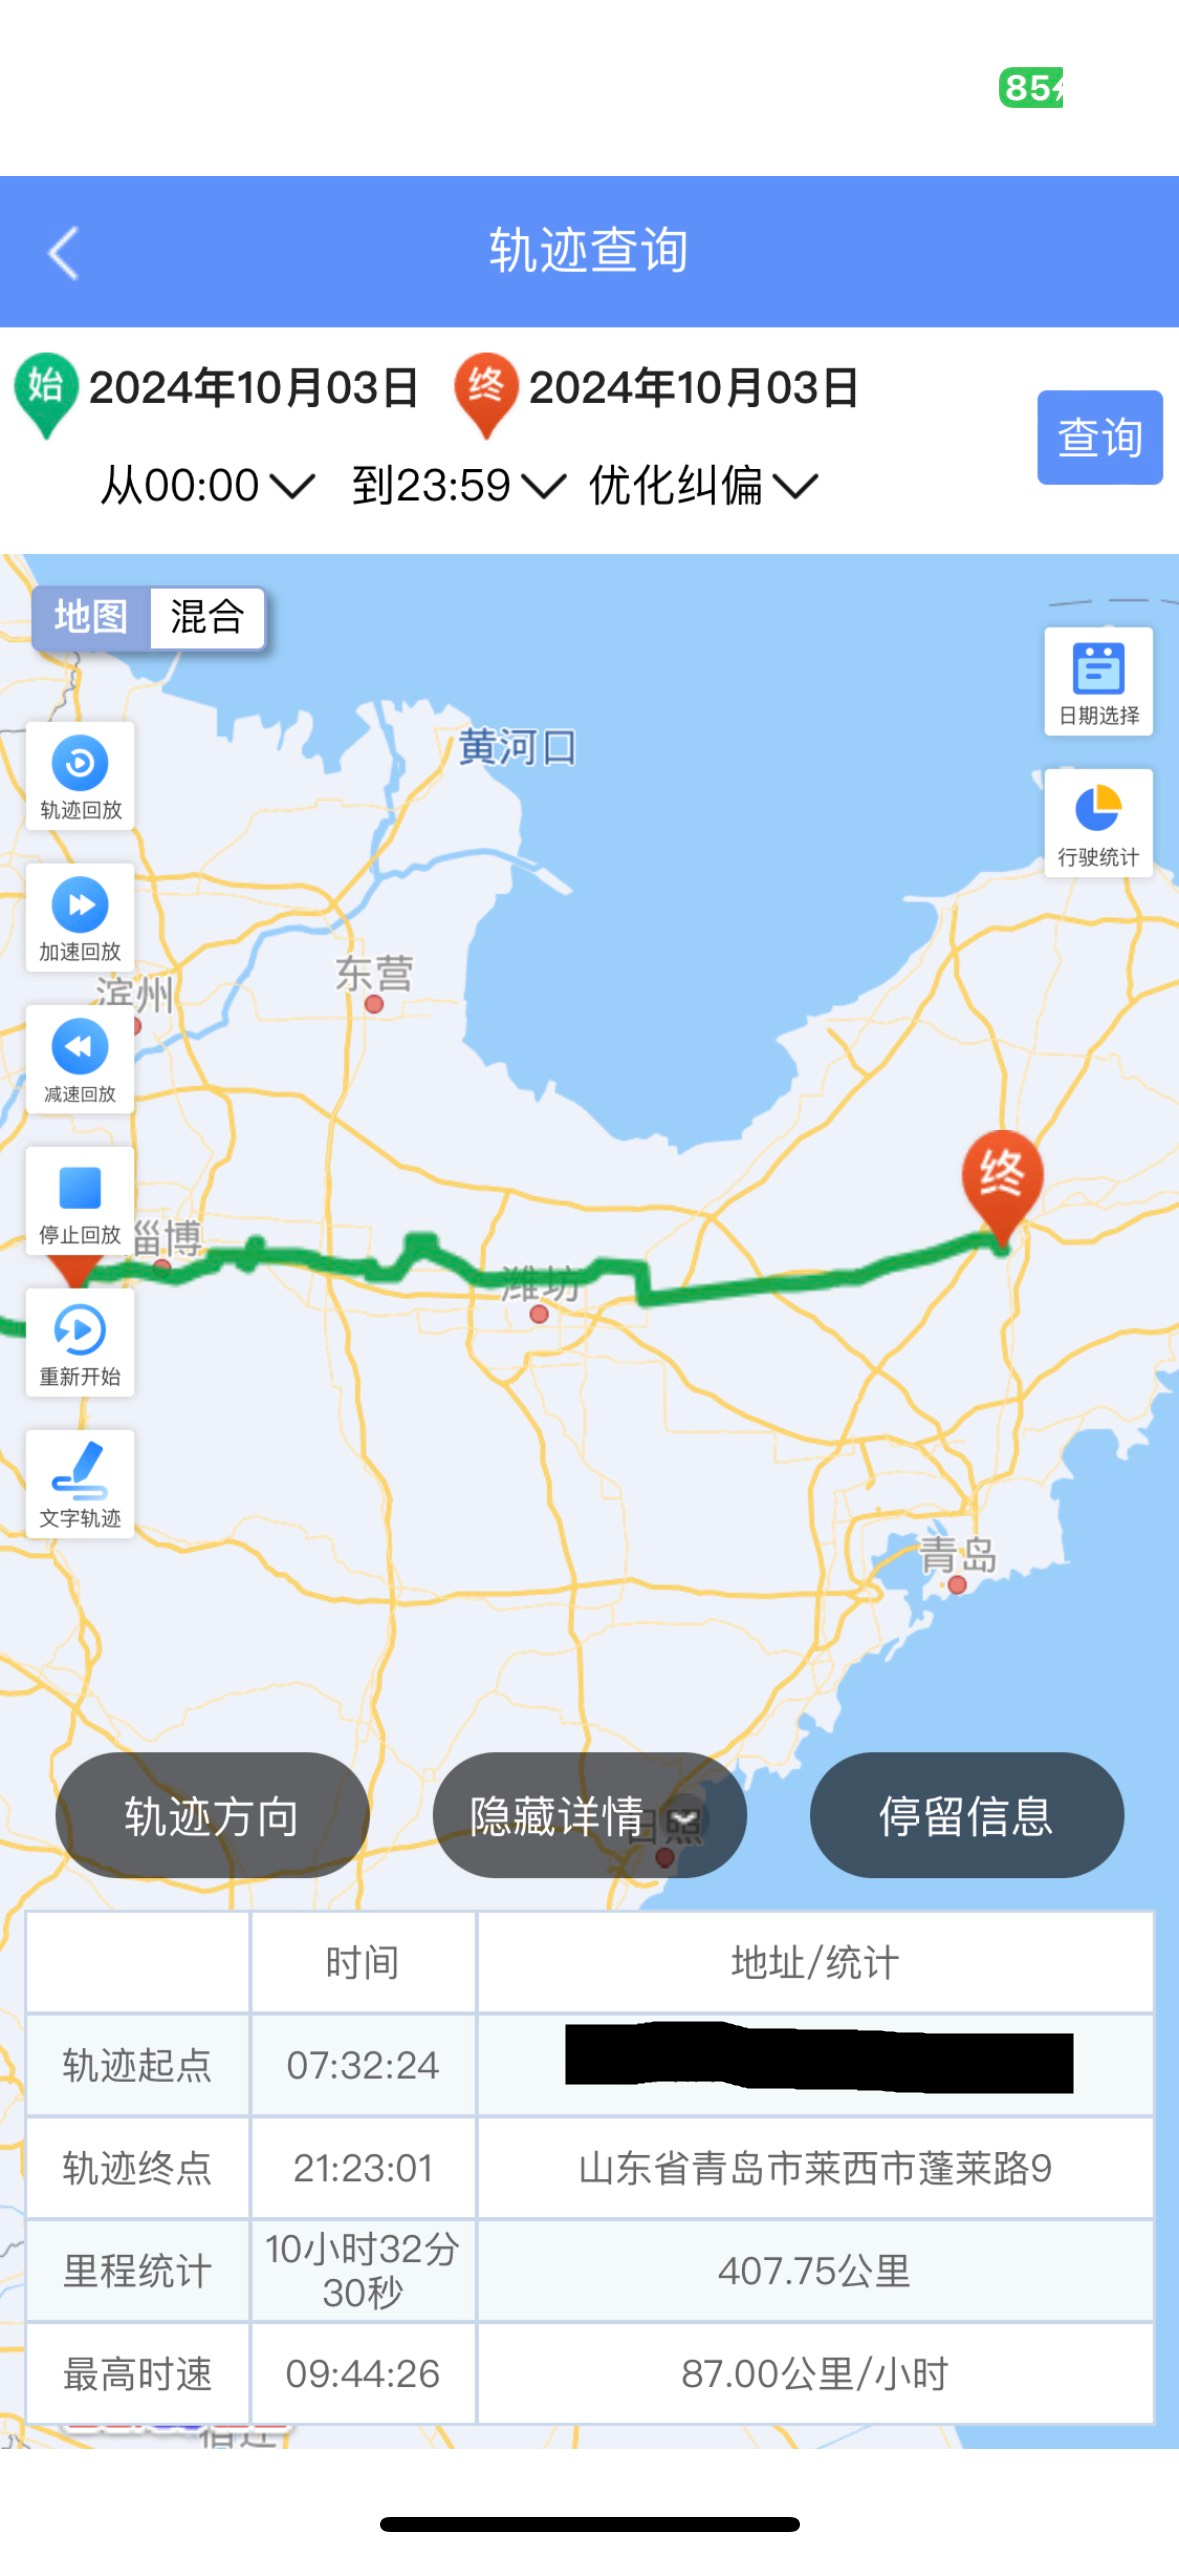 85
轨迹查询
始 2024年10月03日 终 2024年10月03日
查询
从00:00 到23:59 优化纠偏
地图 混合
日期选择
黄河口
轨迹回放
行驶统计
加速回放
东营
滨州
减速回放
终
停止回放
淄博
潍坊
重新开始
文字轨迹
青岛
轨迹方向 隐藏详情 停留信息
日照
时间 地址/统计
轨迹起点 07:32:24
轨迹终点 21:23:01 山东省青岛市莱西市蓬莱路9
里程统计 10小时32分30秒 407.75公里
最高时速 09:44:26 87.00公里/小时